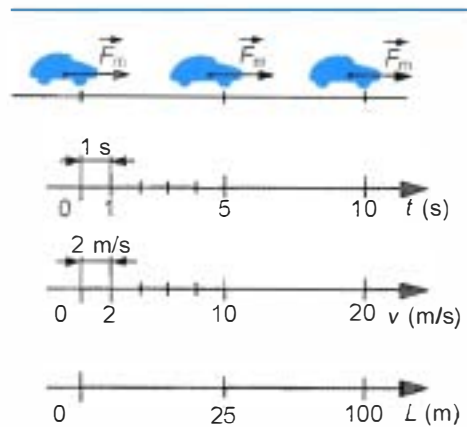 F_m F_m F_m
1 s
0 1 5 10 t (s)
2 m/s
0 2 10 20 v (m/s)
0 25 100 L (m)